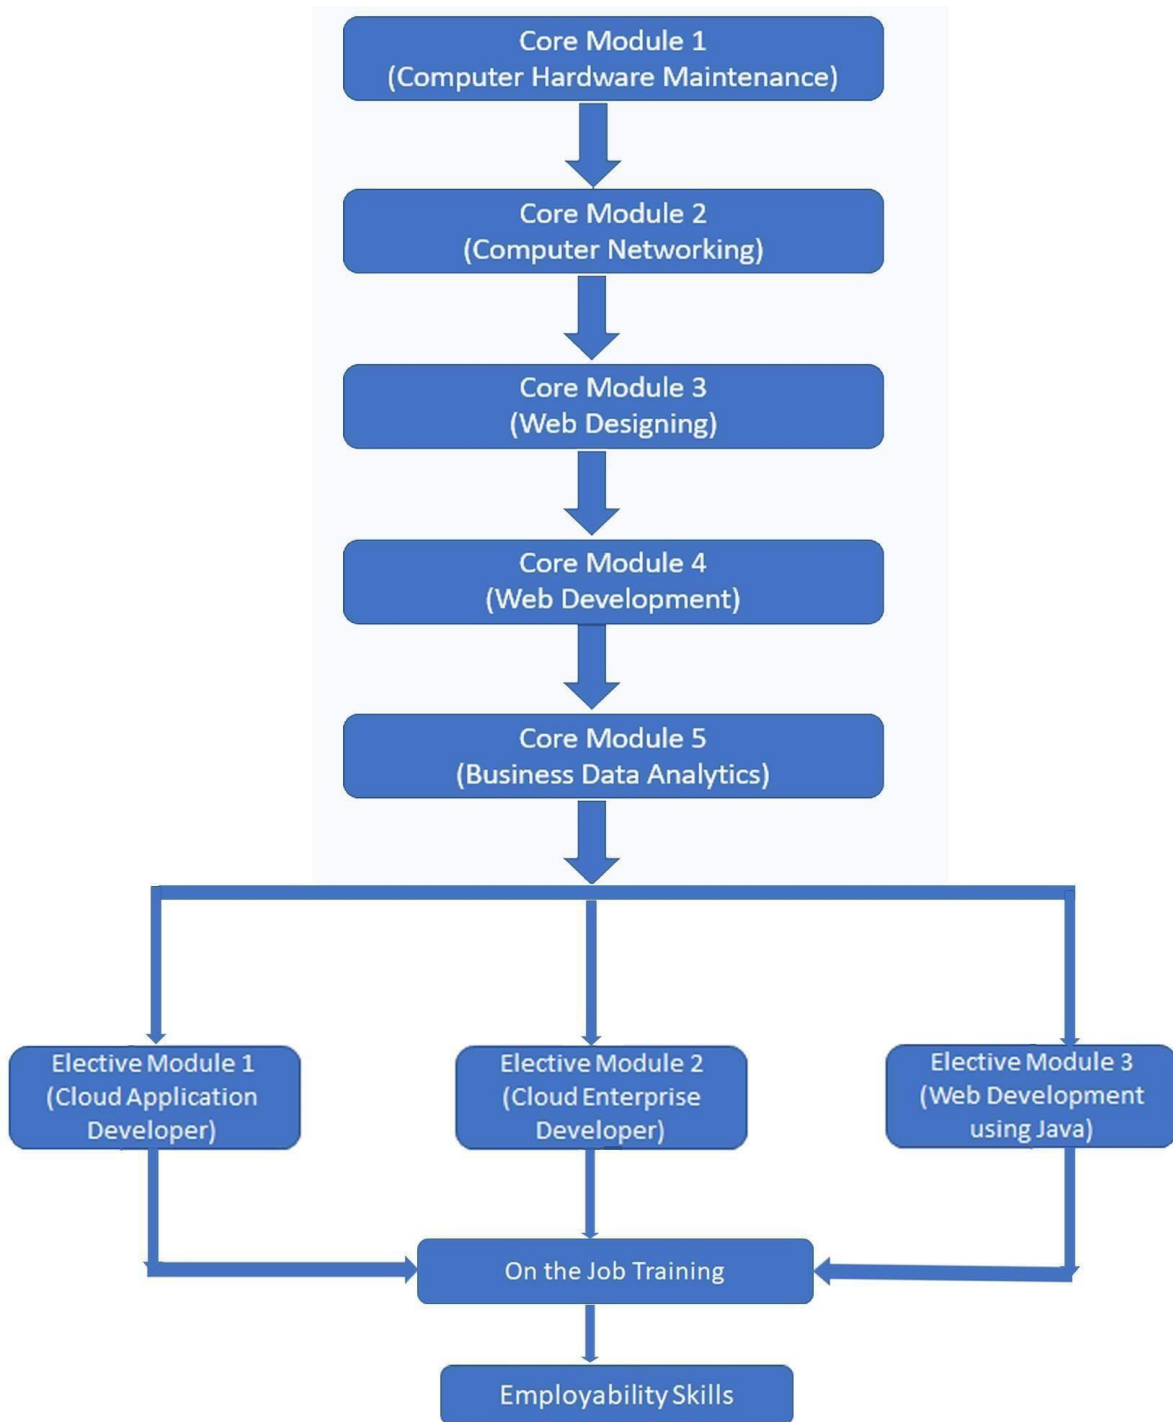 Core Module 1
(Computer Hardware Maintenance)
Core Module 2
(Computer Networking)
Core Module 3
(Web Designing)
Core Module 4
(Web Development)
Core Module 5
(Business Data Analytics)
Elective Module 1
(Cloud Application
Developer)
Elective Module 2
(Cloud Enterprise
Developer)
Elective Module 3
(Web Development
using Java)
On the Job Training
Employability Skills